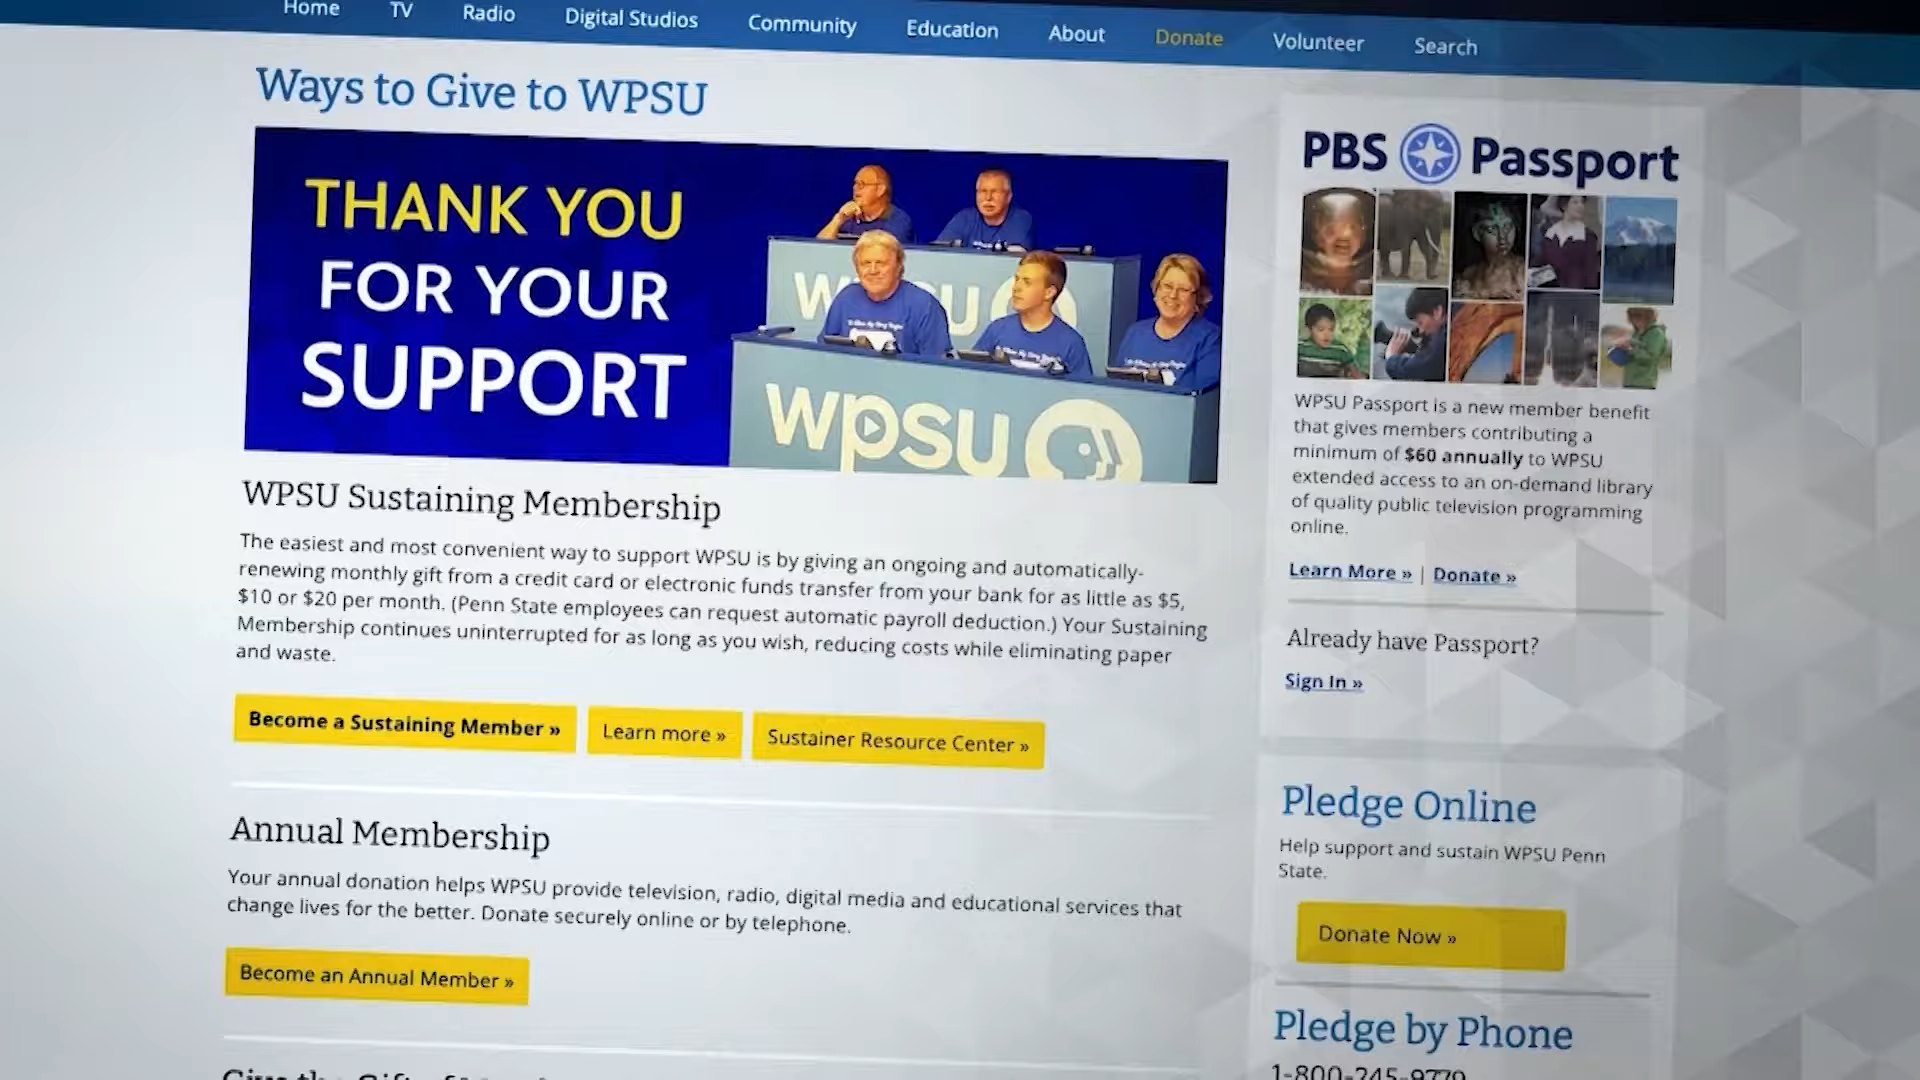 Home TV Radio Digital Studios Community Education About Donate Volunteer Search
Ways to Give to WPSU
THANK YOU
FOR YOUR
SUPPORT
wpsu
WPSU Sustaining Membership
The easiest and most convenient way to support WPSU is by giving an ongoing and automatically-
renewing monthly gift from a credit card or electronic funds transfer from your bank for as little as $5,
$10 or $20 per month. (Penn State employees can request automatic payroll deduction.) Your Sustaining
Membership continues uninterrupted for as long as you wish, reducing costs while eliminating paper
and waste.
Become a Sustaining Member » Learn more » Sustainer Resource Center »
Annual Membership
Your annual donation helps WPSU provide television, radio, digital media and educational services that
change lives for the better. Donate securely online or by telephone.
Become an Annual Member »
PBS Passport
WPSU Passport is a new member benefit
that gives members contributing a
minimum of $60 annually to WPSU
extended access to an on-demand library
of quality public television programming
online.
Learn More » | Donate »
Already have Passport?
Sign In »
Pledge Online
Help support and sustain WPSU Penn
State.
Donate Now »
Pledge by Phone
1-800-245-9779